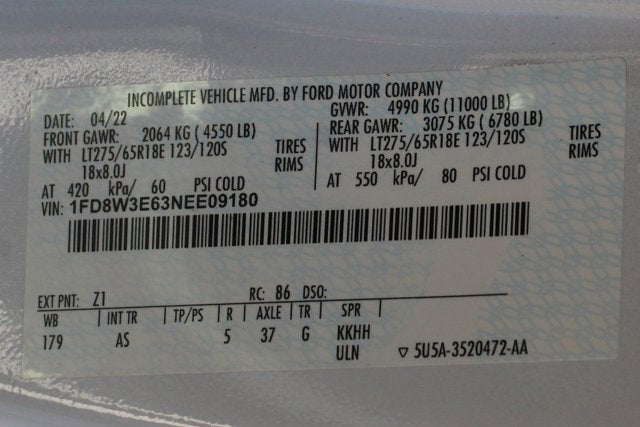 INCOMPLETE VEHICLE MFD. BY FORD MOTOR COMPANY
DATE: 04/22 GVWR: 4990 KG (11000 LB)
FRONT GAWR: 2064 KG (4550 LB) REAR GAWR: 3075 KG (6780 LB)
WITH LT275/65R18E 123/120S TIRES WITH LT275/65R18E 123/120S TIRES
18x8.0J RIMS 18x8.0J RIMS
AT 420 kPa/ 60 PSI COLD AT 550 kPa/ 80 PSI COLD
VIN: 1FD8W3E63NEE09180
EXT PNT: Z1 RC: 86 DSO:
WB INT TR TP/PS R AXLE TR SPR
179 AS 5 37 G KKHH
ULN ▽ 5U5A-3520472-AA